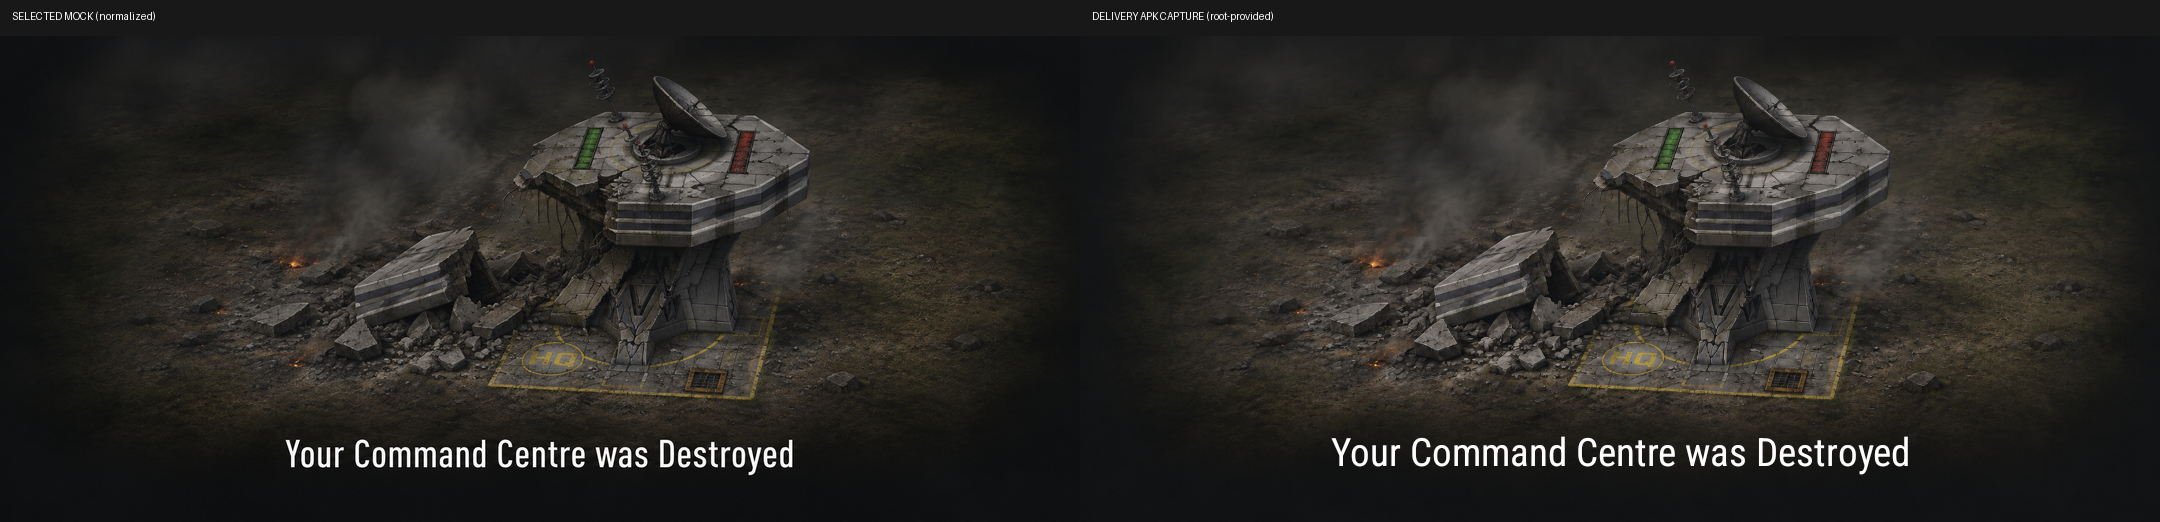 SELECTED MOCK (normalized)
DELIVERY APK CAPTURE (root-provided)
HQ
HQ
Your Command Centre was Destroyed
Your Command Centre was Destroyed